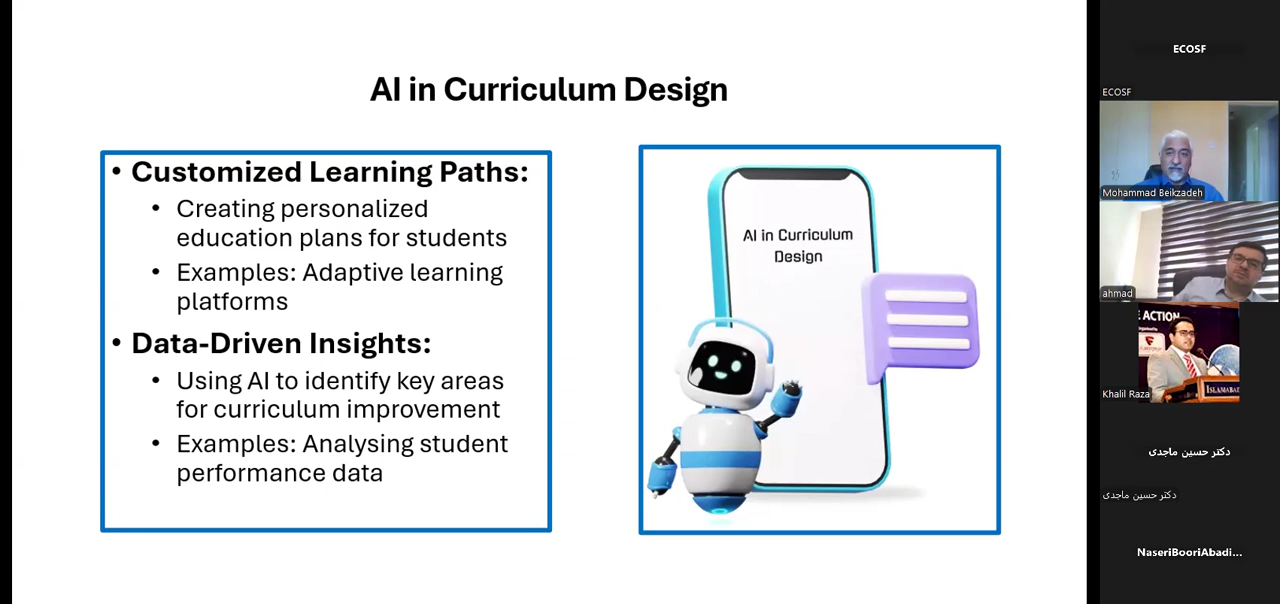 AI in Curriculum Design
• Customized Learning Paths:
• Creating personalized
education plans for students
• Examples: Adaptive learning
platforms
• Data-Driven Insights:
• Using AI to identify key areas
for curriculum improvement
• Examples: Analysing student
performance data
AI in Curriculum
Design
ECOSF
ECOSF
Mohammad Beikzadeh
ahmad
E ACTION
ISLAMABAD
Khalil Raza
دکتر حسین ماجدی
دکتر حسین ماجدی
NaseriBooriAbadi...